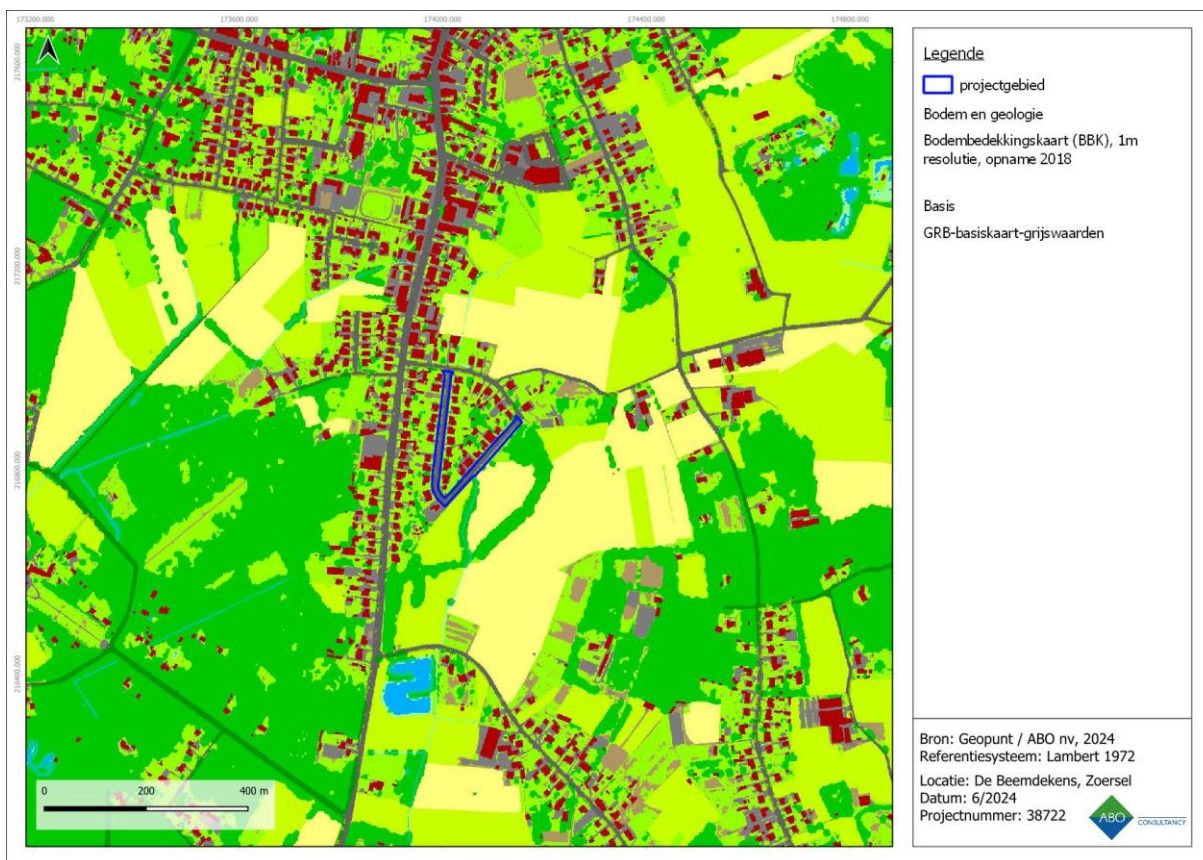 173200.000 173600.000 174000.000 174400.000 174800.000
217600.000
217200.000
216800.000
216400.000
0 200 400 m
Legende
projectgebied
Bodem en geologie
Bodembedekkingskaart (BBK), 1m
resolutie, opname 2018
Basis
GRB-basiskaart-grijswaarden
Bron: Geopunt / ABO nv, 2024
Referentiesysteem: Lambert 1972
Locatie: De Beemdekens, Zoersel
Datum: 6/2024
Projectnummer: 38722
ABO CONSULTANCY